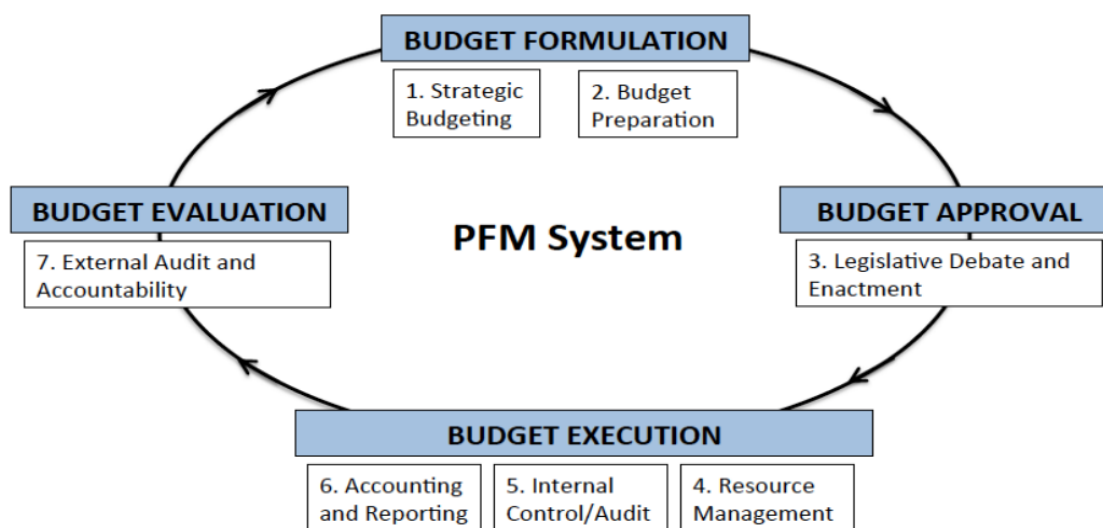 BUDGET FORMULATION
1. Strategic
Budgeting
2. Budget
Preparation
BUDGET EVALUATION
7. External Audit and
Accountability
PFM System
BUDGET APPROVAL
3. Legislative Debate and
Enactment
BUDGET EXECUTION
6. Accounting
and Reporting
5. Internal
Control/Audit
4. Resource
Management